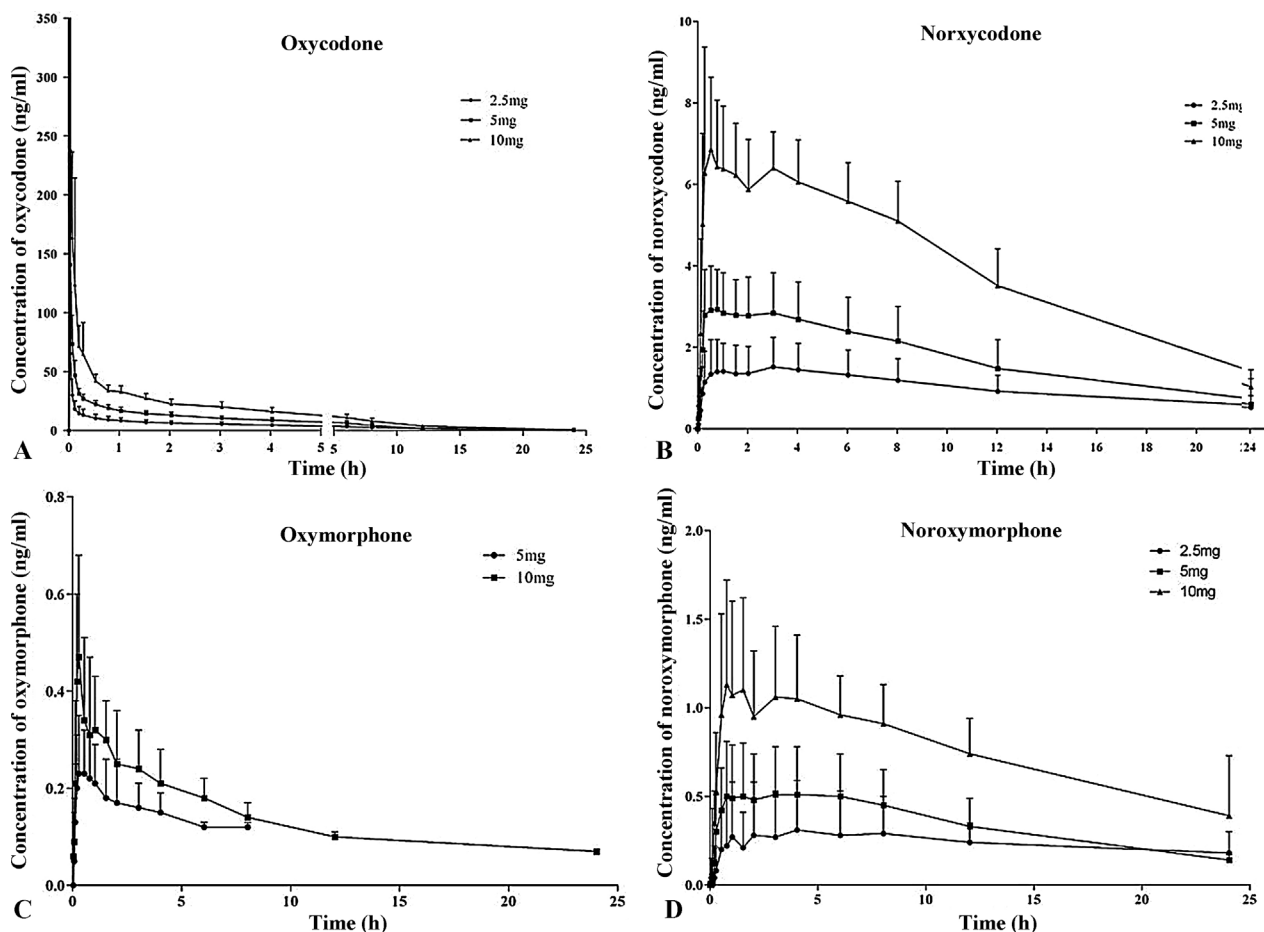 Oxycodone
Concentration of oxycodone (ng/ml)
350
300
250
200
150
100
50
0
2.5mg
5mg
10mg
0 1 2 3 4 5 5 10 15 20 25
A
Time (h)
Norxycodone
Concentration of noroxycodone (ng/ml)
10
8
6
4
2
0
2.5mg
5mg
10mg
0 2 4 6 8 10 12 14 16 18 20 22 24
B
Time (h)
Oxymorphone
Concentration of oxymorphone (ng/ml)
0.8
0.6
0.4
0.2
0.0
5mg
10mg
0 5 10 15 20 25
C
Time (h)
Noroxymorphone
Concentration of noroxymorphone (ng/ml)
2.0
1.5
1.0
0.5
0.0
2.5mg
5mg
10mg
0 5 10 15 20 25
D
Time (h)